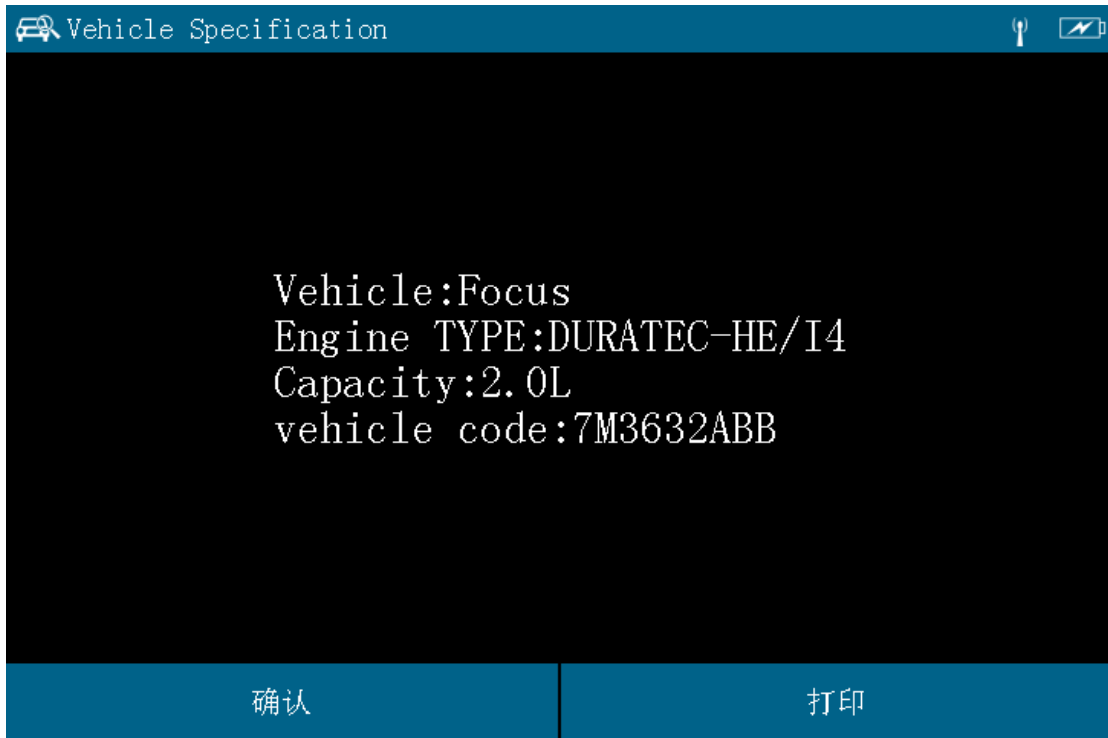 Vehicle Specification
Vehicle:Focus
Engine TYPE:DURATEC-HE/I4
Capacity:2.0L
vehicle code:7M3632ABB
确认
打印